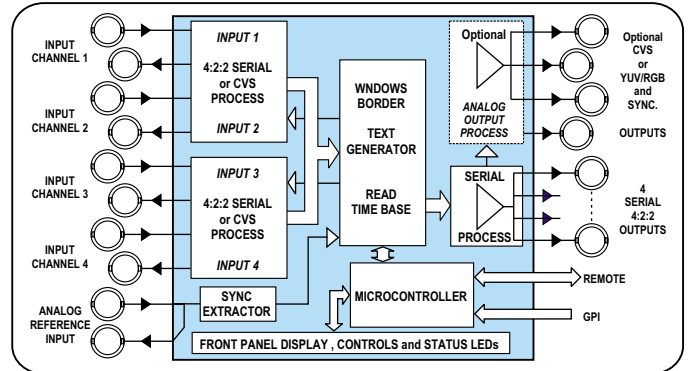 INPUT
CHANNEL 1
INPUT
CHANNEL 2
INPUT
CHANNEL 3
INPUT
CHANNEL 4
ANALOG
REFERENCE
INPUT
INPUT 1
4:2:2 SERIAL
or CVS
PROCESS
INPUT 2
INPUT 3
4:2:2 SERIAL
or CVS
PROCESS
INPUT 4
SYNC
EXTRACTOR
WNDOWS
BORDER
TEXT
GENERATOR
READ
TIME BASE
Optional
ANALOG
OUTPUT
PROCESS
SERIAL
PROCESS
MICROCONTROLLER
FRONT PANEL DISPLAY , CONTROLS and STATUS LEDs
Optional
CVS
or
YUV/RGB
and
SYNC.
OUTPUTS
4
SERIAL
4:2:2
OUTPUTS
REMOTE
GPI